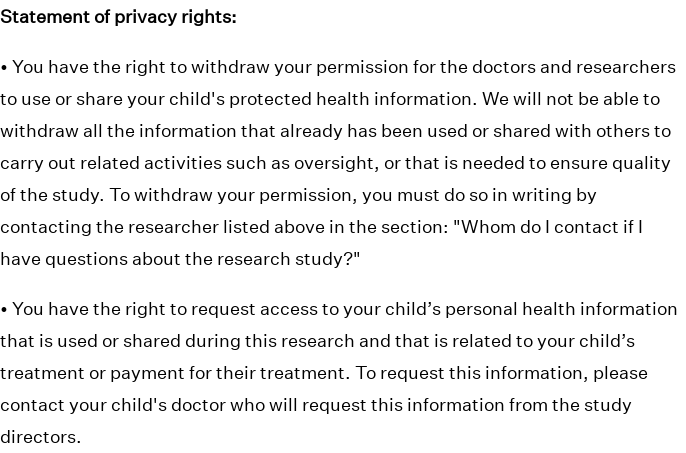 Statement of privacy rights:
• You have the right to withdraw your permission for the doctors and researchers
to use or share your child's protected health information. We will not be able to
withdraw all the information that already has been used or shared with others to
carry out related activities such as oversight, or that is needed to ensure quality
of the study. To withdraw your permission, you must do so in writing by
contacting the researcher listed above in the section: "Whom do I contact if I
have questions about the research study?"
• You have the right to request access to your child’s personal health information
that is used or shared during this research and that is related to your child’s
treatment or payment for their treatment. To request this information, please
contact your child's doctor who will request this information from the study
directors.